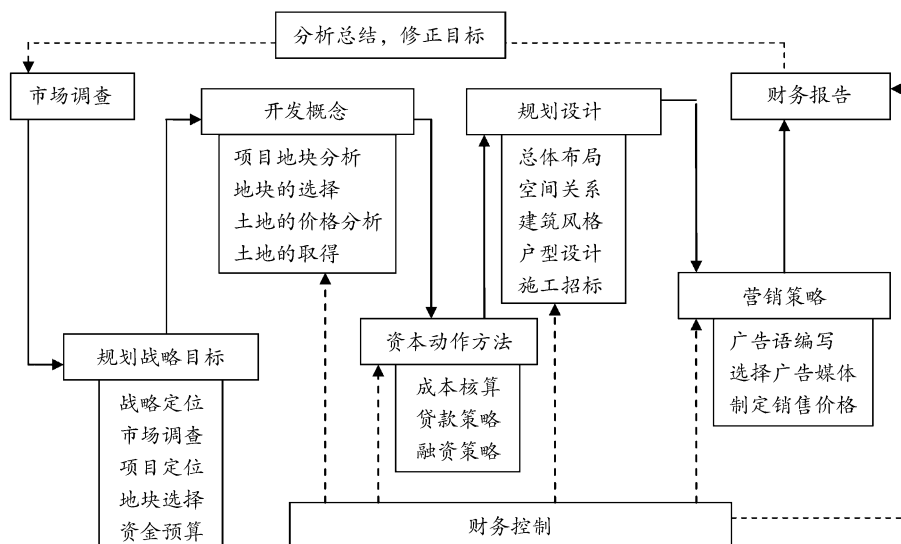 分析总结，修正目标
市场调查
财务报告
开发概念
项目地块分析
地块的选择
土地的价格分析
土地的取得
规划设计
总体布局
空间关系
建筑风格
户型设计
施工招标
营销策略
广告语编写
选择广告媒体
制定销售价格
资本动作方法
成本核算
贷款策略
融资策略
规划战略目标
战略定位
市场调查
项目定位
地块选择
资金预算
财务控制